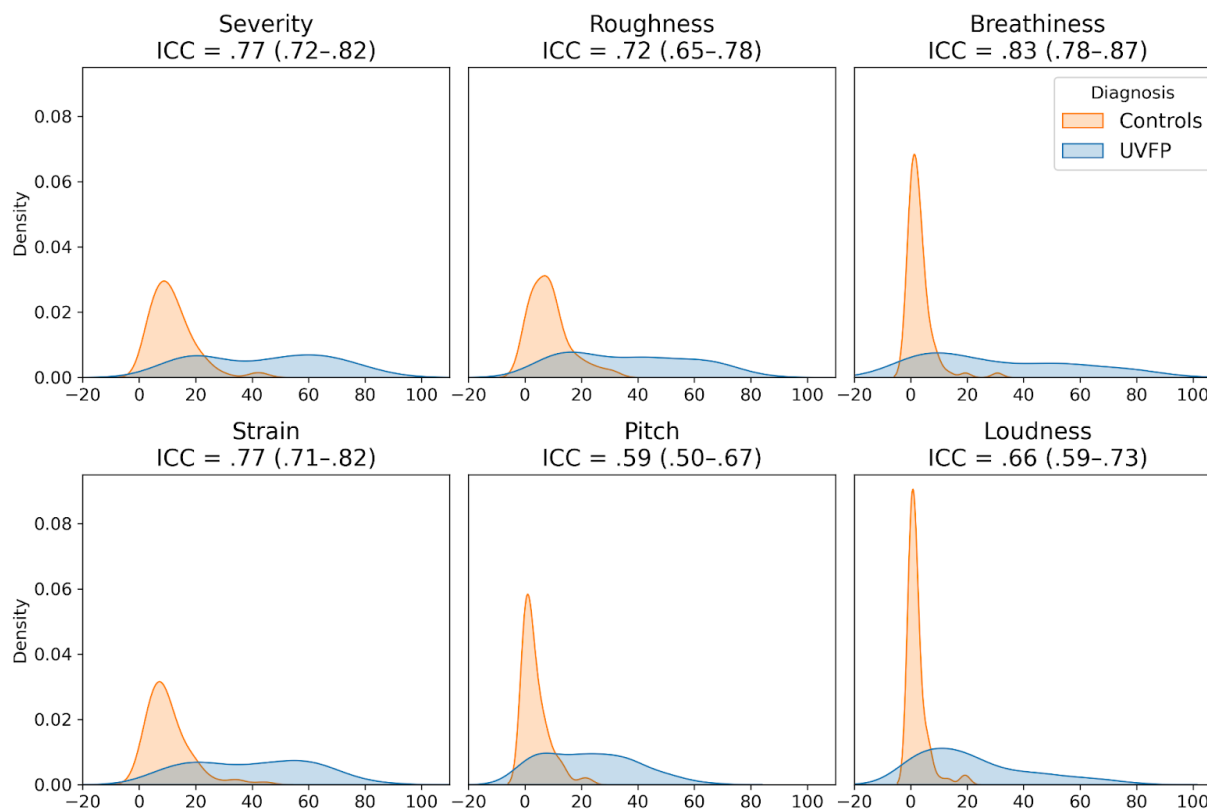 Severity
ICC = .77 (.72–.82)
Roughness
ICC = .72 (.65–.78)
Breathiness
ICC = .83 (.78–.87)
Density
0.08
0.06
0.04
0.02
0.00
−20 0 20 40 60 80 100
−20 0 20 40 60 80 100
−20 0 20 40 60 80 100
Diagnosis
Controls
UVFP
Strain
ICC = .77 (.71–.82)
Pitch
ICC = .59 (.50–.67)
Loudness
ICC = .66 (.59–.73)
Density
0.08
0.06
0.04
0.02
0.00
−20 0 20 40 60 80 100
−20 0 20 40 60 80 100
−20 0 20 40 60 80 100